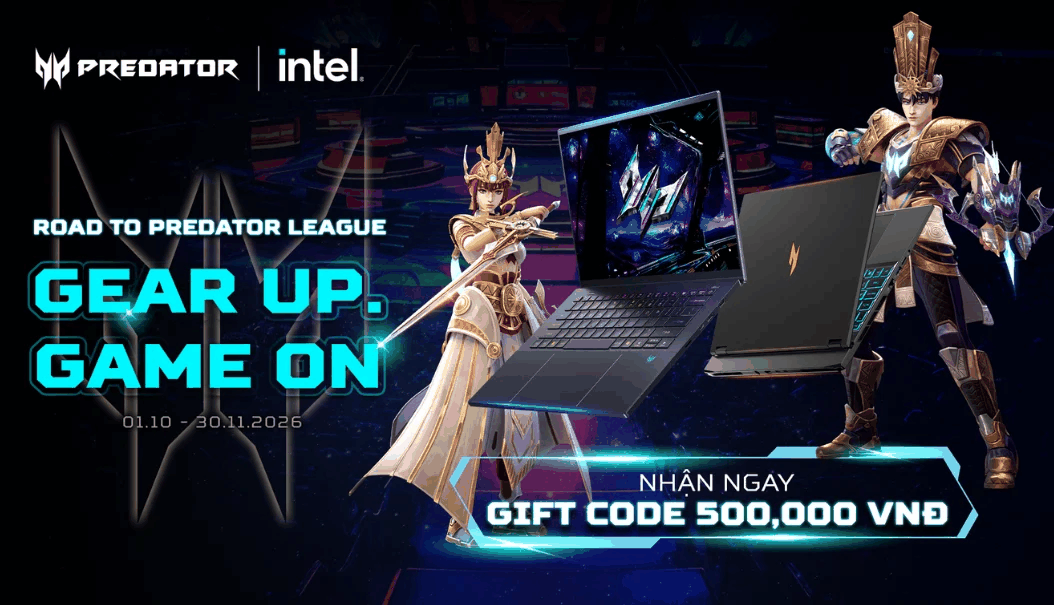 PREDATOR
intel
ROAD TO PREDATOR LEAGUE
GEAR UP.
GAME ON
01.10 - 30.11.2026
NHẬN NGAY
GIFT CODE 500,000 VNĐ